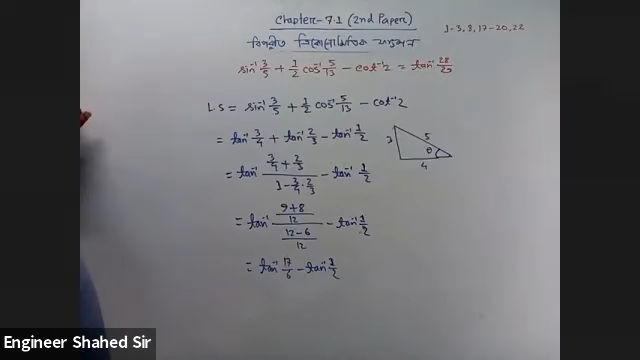 Chapter-7.1 (2nd Paper)
1-3, 8, 17-20, 22
বিপরীত ত্রিকোণোমিতিক ফাংশন
sin⁻¹ 3/5 + 1/2 cos⁻¹ 5/13 - cot⁻¹ 2 = tan⁻¹ 28/29
L.S = sin⁻¹ 3/5 + 1/2 cos⁻¹ 5/13 - cot⁻¹ 2
= tan⁻¹ 3/4 + tan⁻¹ 2/3 - tan⁻¹ 1/2
3 5 θ 4
= tan⁻¹ (3/4 + 2/3)/(1 - 3/4 · 2/3) - tan⁻¹ 1/2
= tan⁻¹ ((9+8)/12)/((12-6)/12) - tan⁻¹ 1/2
= tan⁻¹ 17/6 - tan⁻¹ 1/2
Engineer Shahed Sir